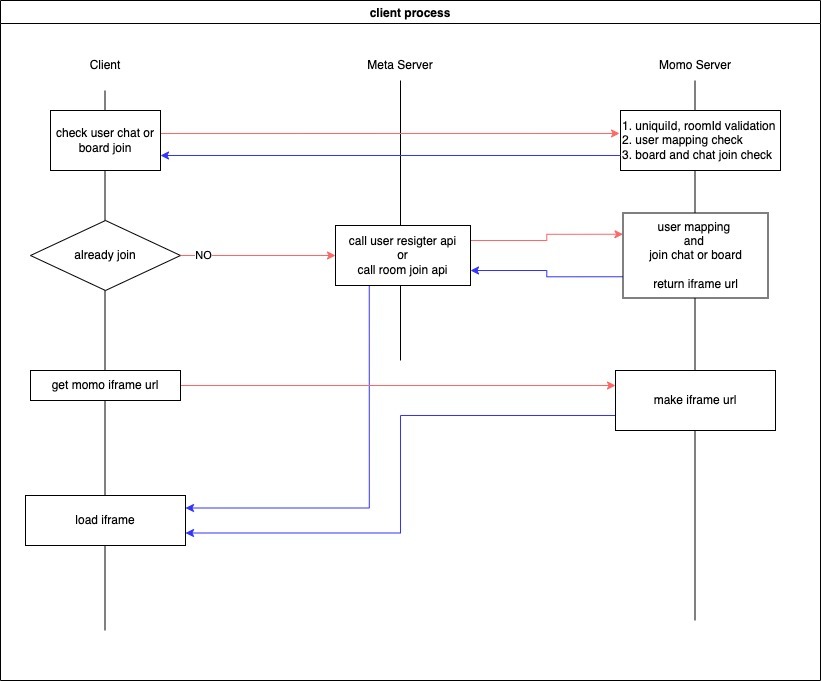 client process
Client
Meta Server
Momo Server
check user chat or
board join
1. uniquiId, roomId validation
2. user mapping check
3. board and chat join check
already join
NO
call user resigter api
or
call room join api
user mapping
and
join chat or board
return iframe url
get momo iframe url
make iframe url
load iframe